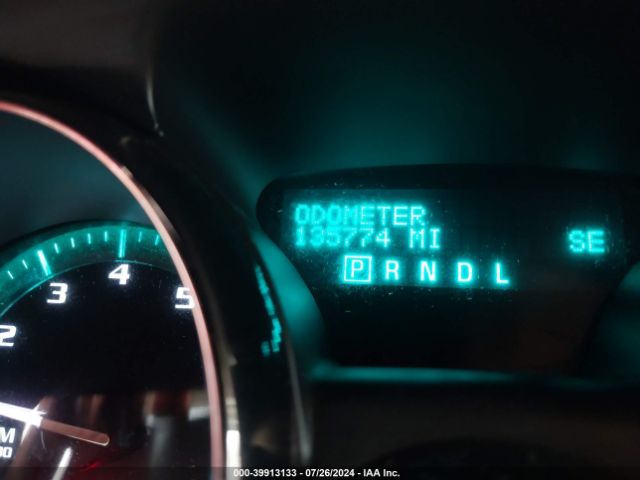 ODOMETER
135774 MI SE
P R N D L
2 3 4 5
000-39913133 - 07/26/2024 - IAA Inc.